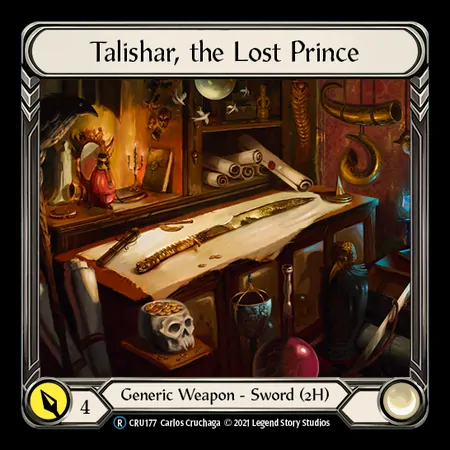 Talishar, the Lost Prince
4
Generic Weapon - Sword (2H)
R CRU177 Carlos Cruchaga © 2021 Legend Story Studios